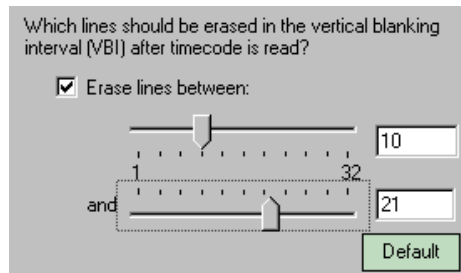 Which lines should be erased in the vertical blanking
interval (VBI) after timecode is read?
Erase lines between:
10
1 32
and 21
Default